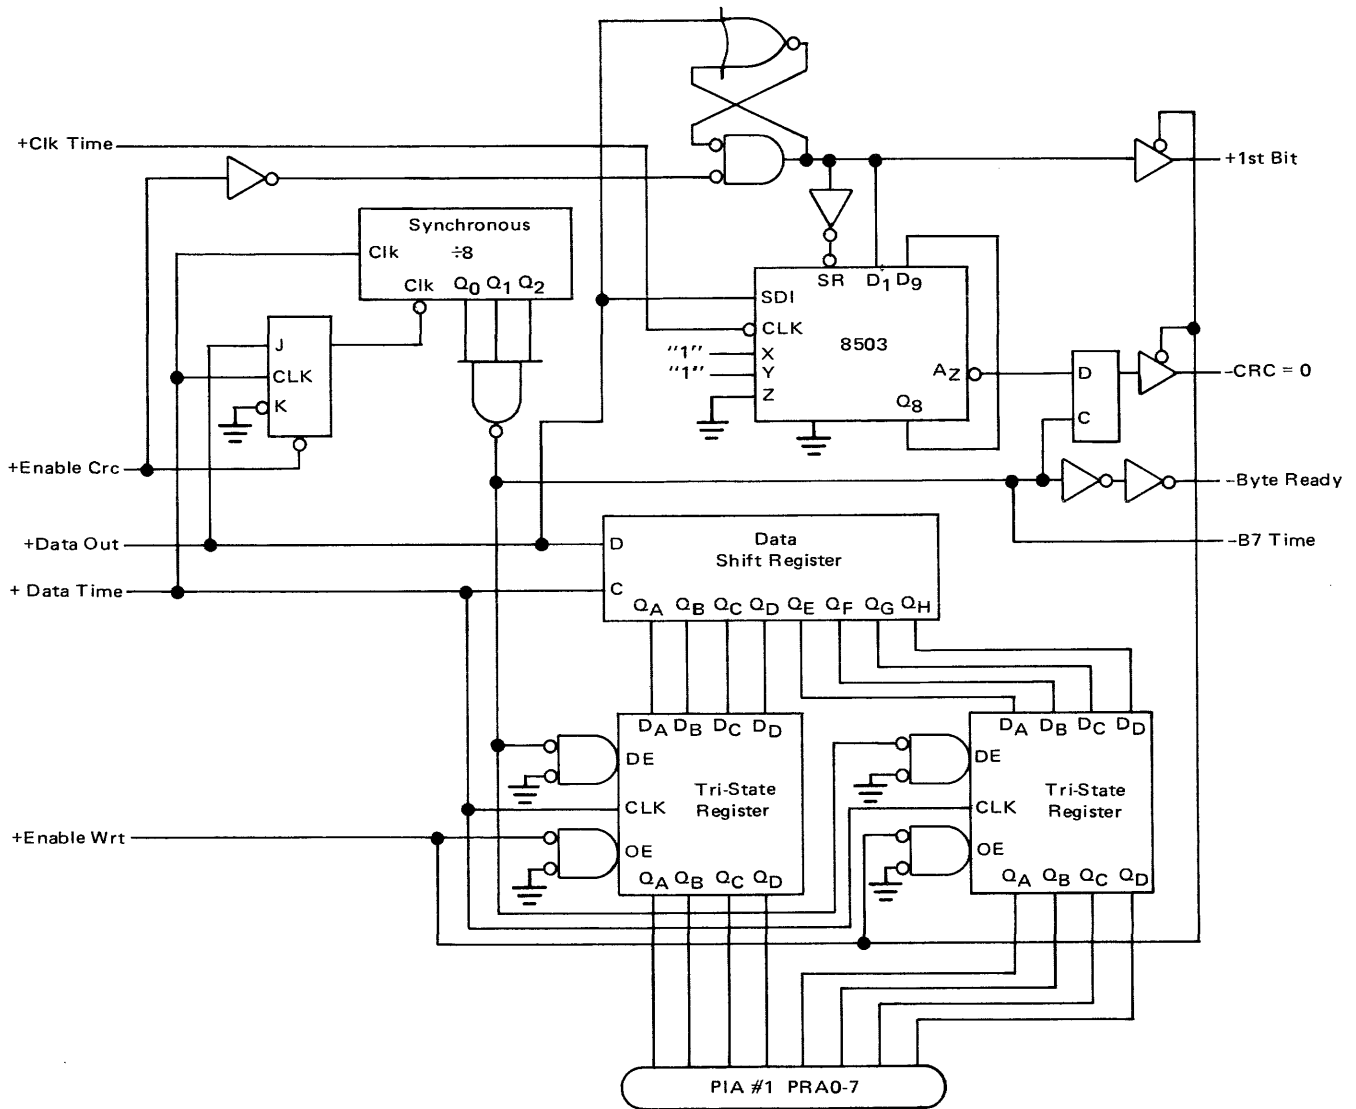 +Clk Time
+1st Bit
Synchronous
÷8
Clk
Clk Q0 Q1 Q2
SR D1 D9
SDI
CLK
8503
"1" X
"1" Y
Z
AZ
Q8
J
CLK
K
D
C
-CRC = 0
+Enable Crc
-Byte Ready
+Data Out
-B7 Time
+ Data Time
D
C
Data
Shift Register
QA QB QC QD QE QF QG QH
DA DB DC DD
DE
Tri-State
Register
CLK
OE
QA QB QC QD
DA DB DC DD
DE
Tri-State
Register
CLK
OE
QA QB QC QD
+Enable Wrt
PIA #1 PRA0-7